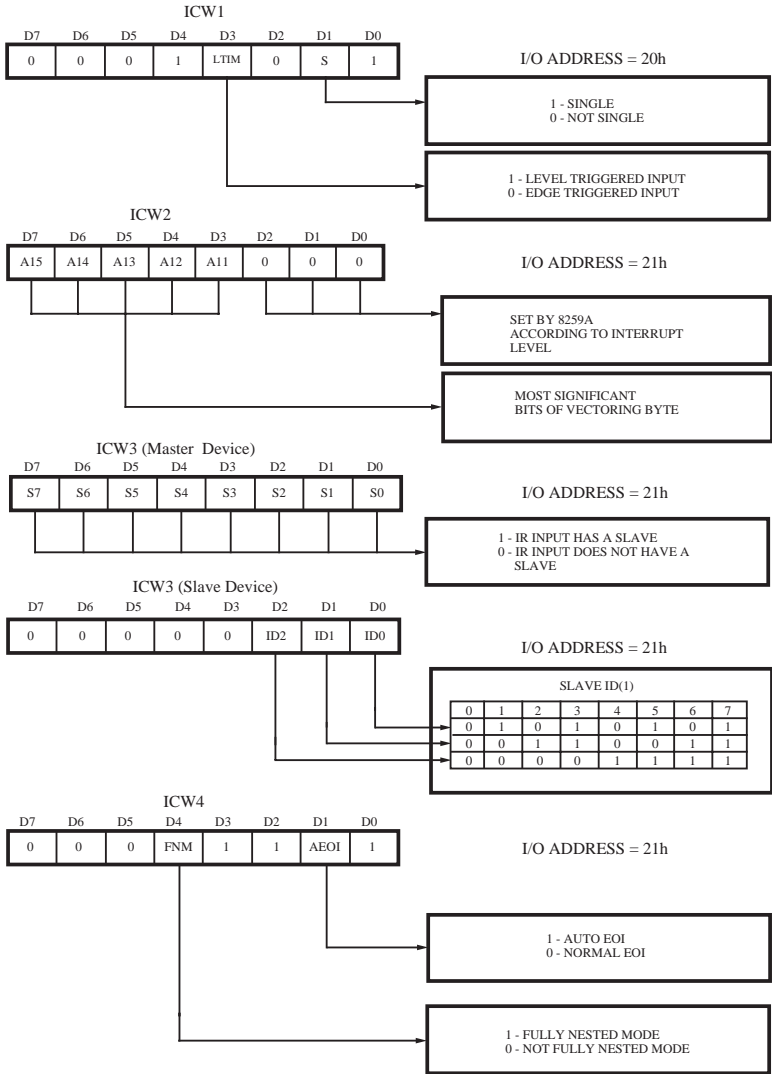 ICW1
D7 D6 D5 D4 D3 D2 D1 D0
0 0 0 1 LTIM 0 S 1
I/O ADDRESS = 20h
1 - SINGLE
0 - NOT SINGLE
1 - LEVEL TRIGGERED INPUT
0 - EDGE TRIGGERED INPUT
ICW2
D7 D6 D5 D4 D3 D2 D1 D0
A15 A14 A13 A12 A11 0 0 0
I/O ADDRESS = 21h
SET BY 8259A
ACCORDING TO INTERRUPT
LEVEL
MOST SIGNIFICANT
BITS OF VECTORING BYTE
ICW3 (Master Device)
D7 D6 D5 D4 D3 D2 D1 D0
S7 S6 S5 S4 S3 S2 S1 S0
I/O ADDRESS = 21h
1 - IR INPUT HAS A SLAVE
0 - IR INPUT DOES NOT HAVE A
SLAVE
ICW3 (Slave Device)
D7 D6 D5 D4 D3 D2 D1 D0
0 0 0 0 0 ID2 ID1 ID0
I/O ADDRESS = 21h
SLAVE ID(1)
0 1 2 3 4 5 6 7
0 1 0 1 0 1 0 1
0 0 1 1 0 0 1 1
0 0 0 0 1 1 1 1
ICW4
D7 D6 D5 D4 D3 D2 D1 D0
0 0 0 FNM 1 1 AEOI 1
I/O ADDRESS = 21h
1 - AUTO EOI
0 - NORMAL EOI
1 - FULLY NESTED MODE
0 - NOT FULLY NESTED MODE